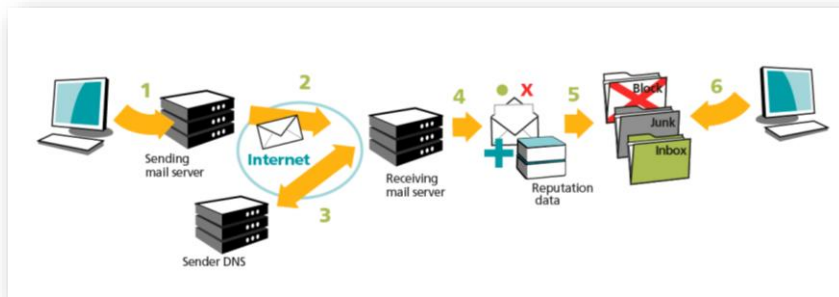 1
Sending
mail server
2
Internet
3
Sender DNS
Receiving
mail server
4
X
Reputation
data
5
Block
Junk
Inbox
6